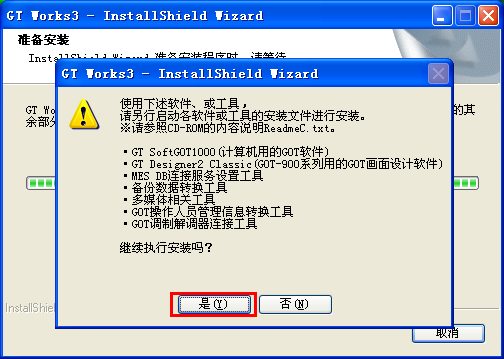 GT Works3 - InstallShield Wizard
准备安装
GT Works3 - InstallShield Wizard
使用下述软件、或工具，
请另行启动各软件或工具的安装文件进行安装。
※请参照CD-ROM的内容说明ReadmeC.txt。
・GT SoftGOT1000(计算机用的GOT软件)
・GT Designer2 Classic(GOT-900系列用的GOT画面设计软件)
・MES DB连接服务设置工具
・备份数据转换工具
・多媒体相关工具
・GOT操作人员管理信息转换工具
・GOT调制解调器连接工具
继续执行安装吗？
是(Y)
否(N)
GT Wo
的其
余部分
InstallShiel
取消